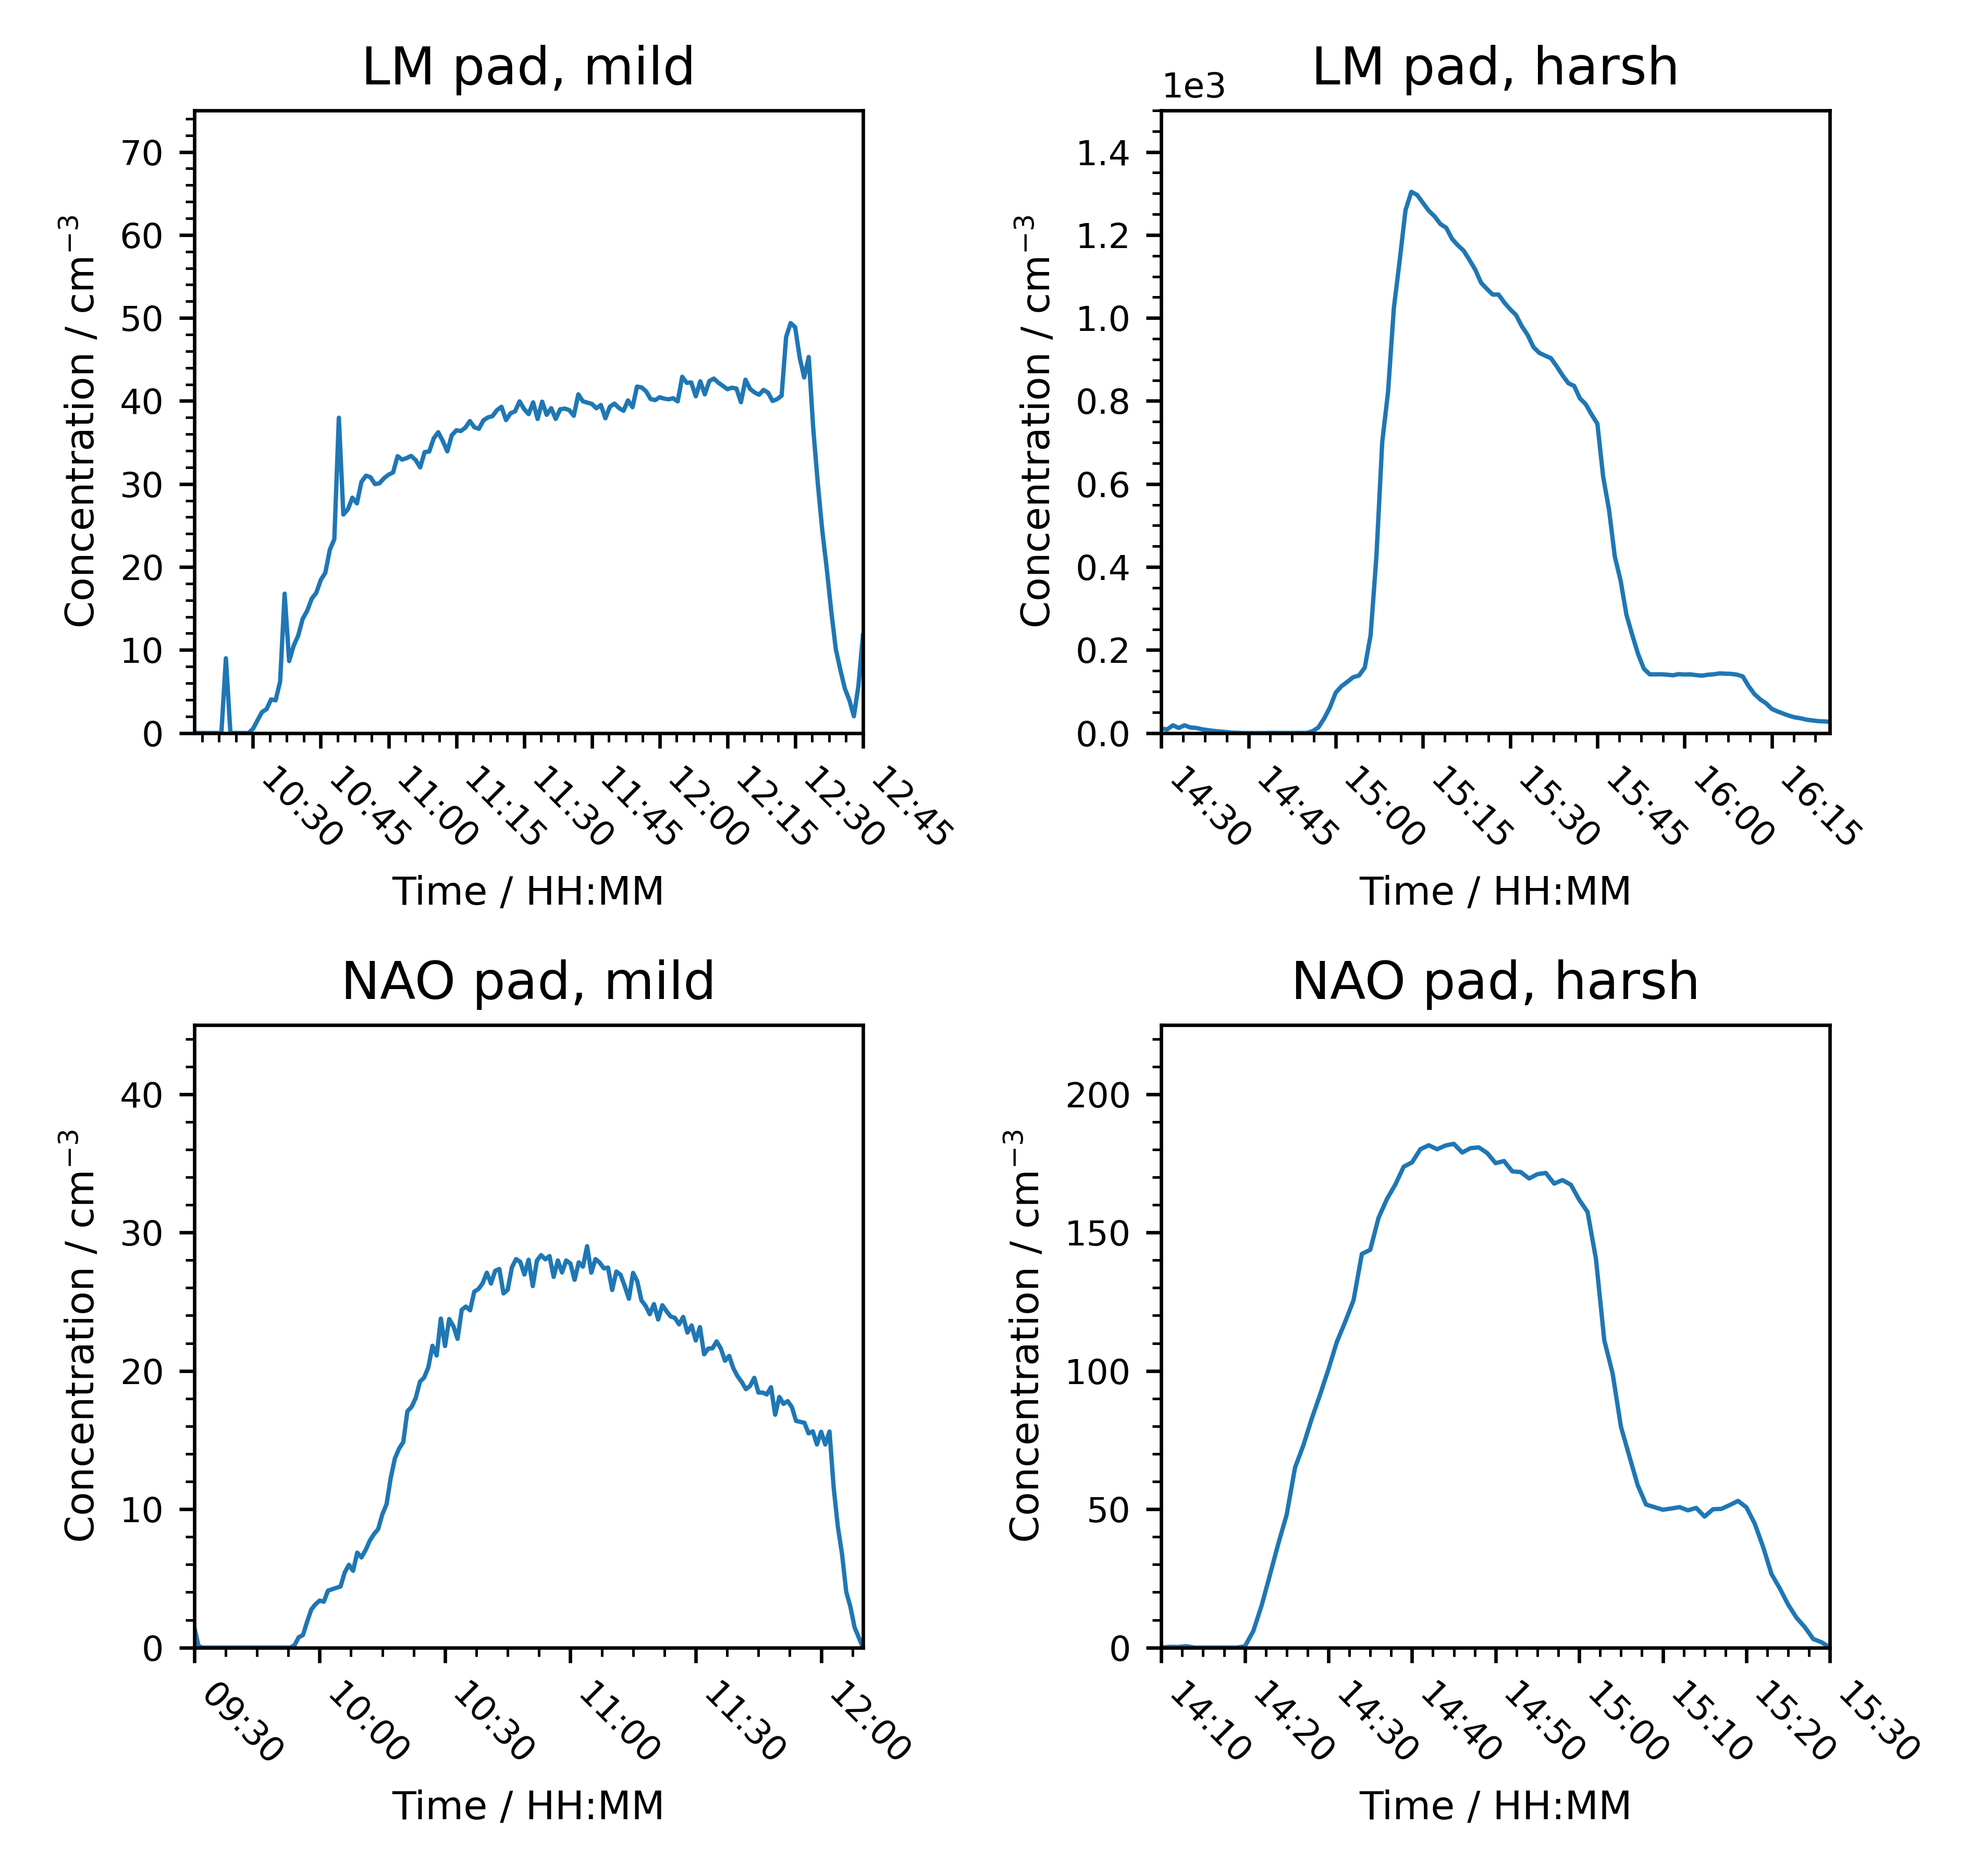 LM pad, mild
70
60
50
40
30
20
10
0
Concentration / cm⁻³
10:30 10:45 11:00 11:15 11:30 11:45 12:00 12:15 12:30 12:45
Time / HH:MM
LM pad, harsh
1e3
1.4
1.2
1.0
0.8
0.6
0.4
0.2
0.0
Concentration / cm⁻³
14:30 14:45 15:00 15:15 15:30 15:45 16:00 16:15
Time / HH:MM
NAO pad, mild
40
30
20
10
0
Concentration / cm⁻³
09:30 10:00 10:30 11:00 11:30 12:00
Time / HH:MM
NAO pad, harsh
200
150
100
50
0
Concentration / cm⁻³
14:10 14:20 14:30 14:40 14:50 15:00 15:10 15:20 15:30
Time / HH:MM